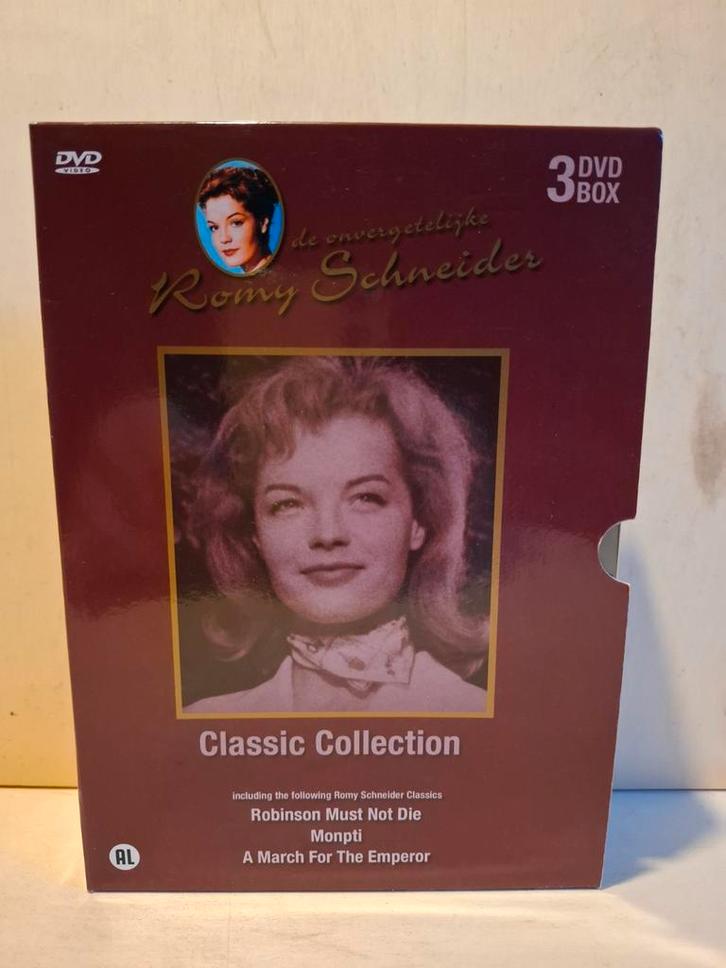 DVD
VIDEO
3 DVD
BOX
de onvergetelijke
Romy Schneider
Classic Collection
including the following Romy Schneider Classics
Robinson Must Not Die
Monpti
A March For The Emperor
AL